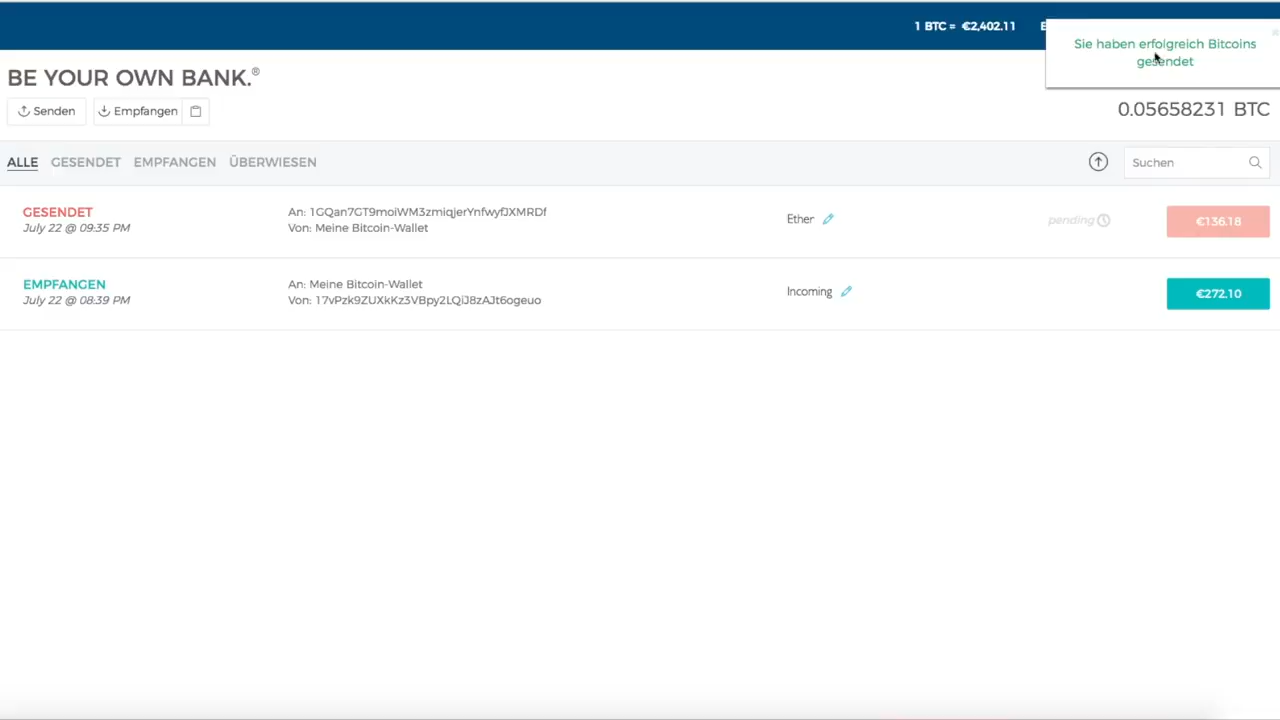 1 BTC = €2,402.11
Sie haben erfolgreich Bitcoins
gesendet
BE YOUR OWN BANK.®
Senden
Empfangen
0.05658231 BTC
ALLE GESENDET EMPFANGEN ÜBERWIESEN
Suchen
GESENDET
July 22 @ 09:35 PM
An: 1GQan7GT9moiWM3zmiqjerYnfwyfJXMRDf
Von: Meine Bitcoin-Wallet
Ether
pending
€136.18
EMPFANGEN
July 22 @ 08:39 PM
An: Meine Bitcoin-Wallet
Von: 17vPzk9ZUXkKz3VBpy2LQiJ8zAJt6ogeuo
Incoming
€272.10